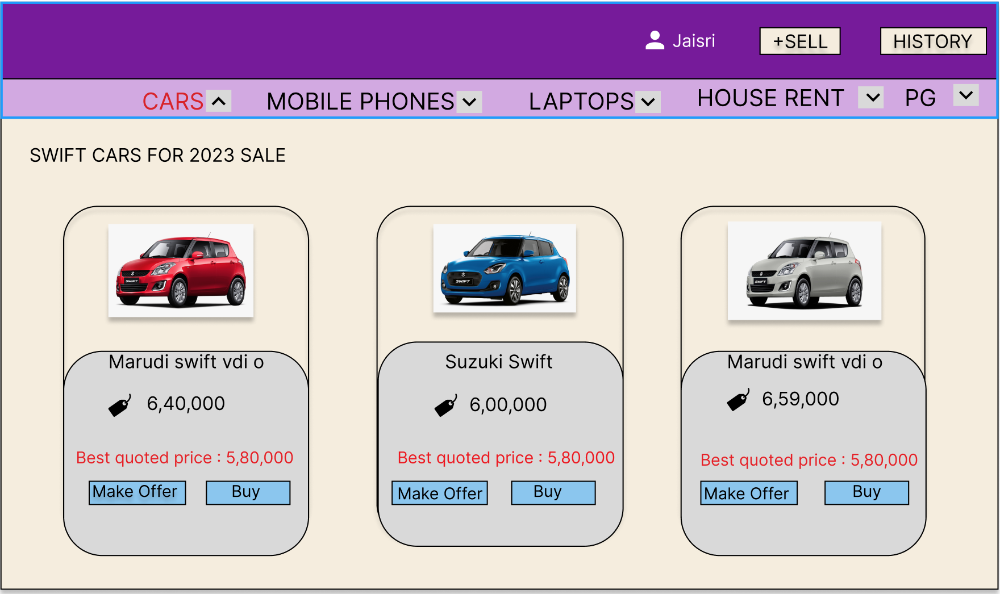 Jaisri +SELL HISTORY
CARS MOBILE PHONES LAPTOPS HOUSE RENT PG
SWIFT CARS FOR 2023 SALE
SWIFT SWIFT SWIFT
Marudi swift vdi o Suzuki Swift Marudi swift vdi o
6,40,000 6,00,000 6,59,000
Best quoted price : 5,80,000 Best quoted price : 5,80,000 Best quoted price : 5,80,000
Make Offer Buy Make Offer Buy Make Offer Buy